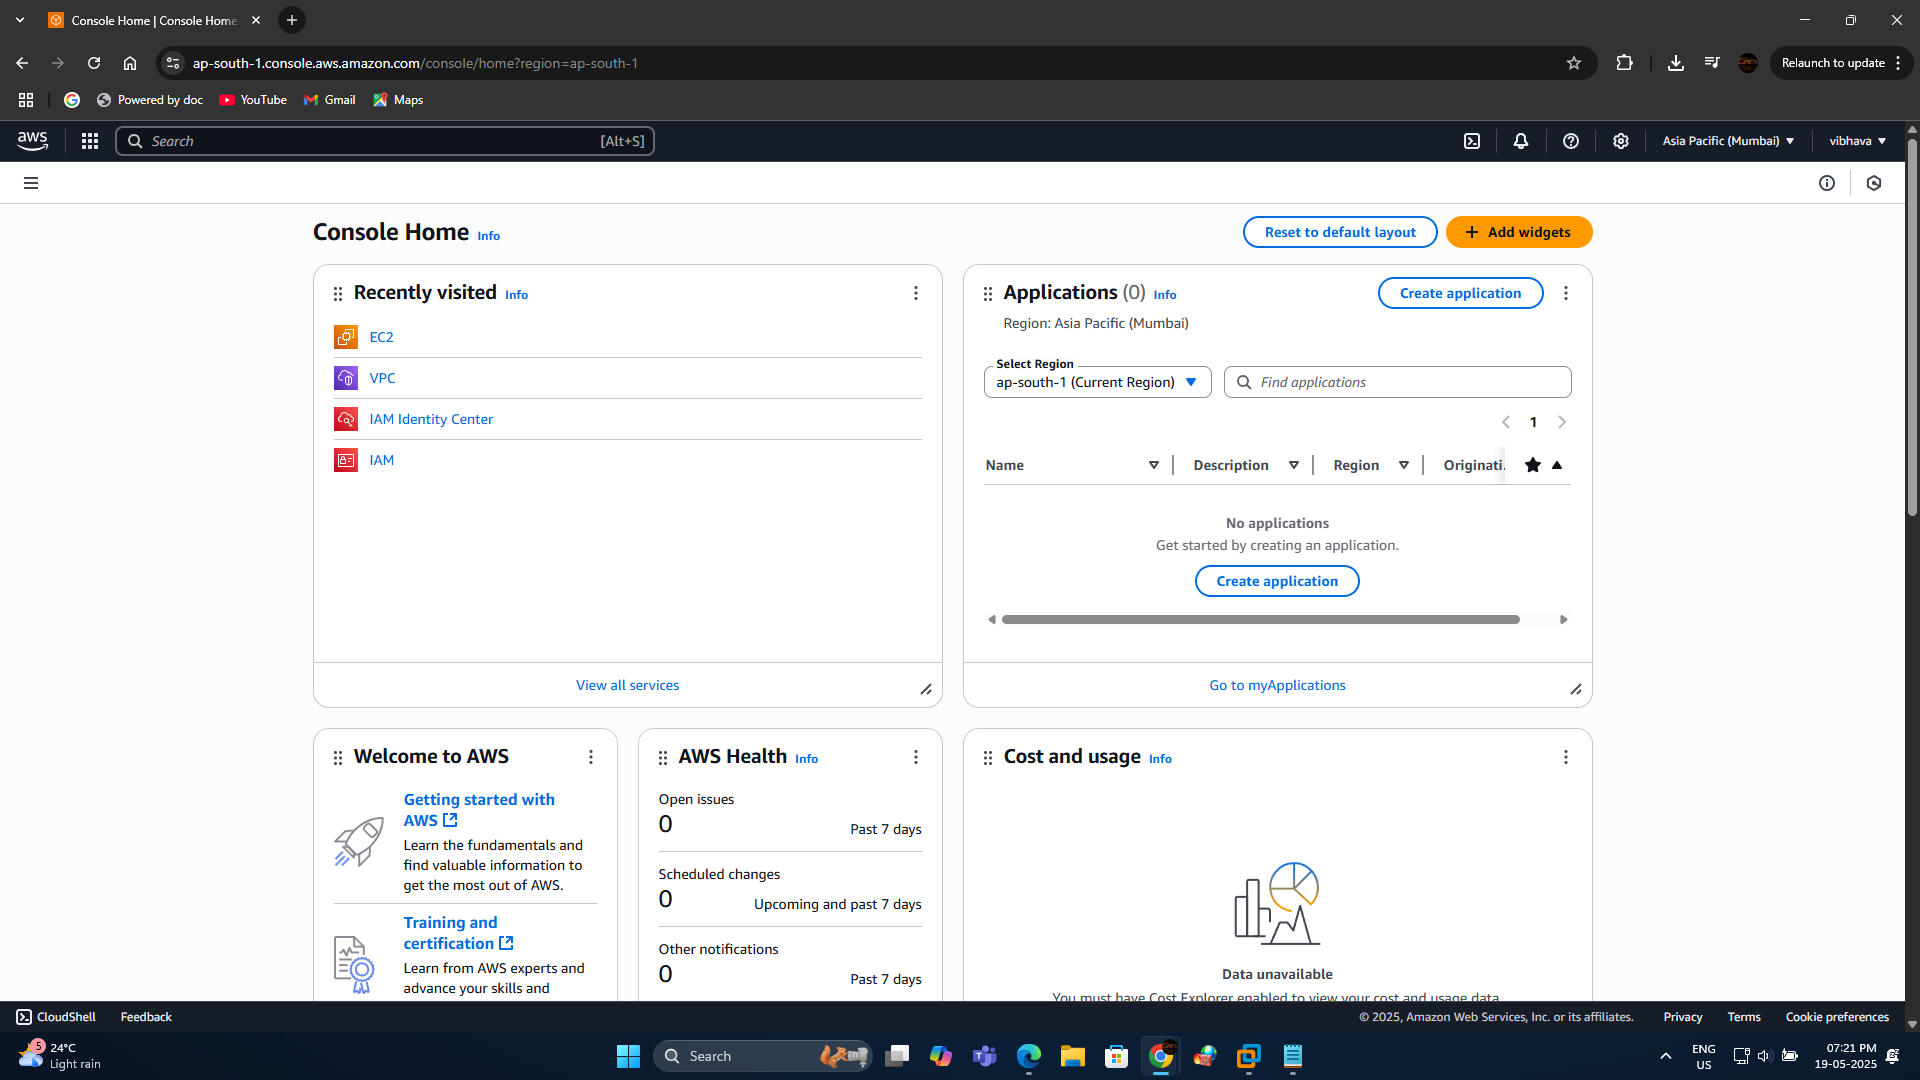 Console Home | Console Home
ap-south-1.console.aws.amazon.com/console/home?region=ap-south-1
Relaunch to update
Powered by doc
YouTube
Gmail
Maps
aws
Search
[Alt+S]
Asia Pacific (Mumbai)
vibhava
Console Home Info
Reset to default layout
Add widgets
Recently visited Info
EC2
VPC
IAM Identity Center
IAM
View all services
Applications (0) Info
Create application
Region: Asia Pacific (Mumbai)
Select Region
ap-south-1 (Current Region)
Find applications
1
Name
Description
Region
Originati
No applications
Get started by creating an application.
Create application
Go to myApplications
Welcome to AWS
Getting started with
AWS
Learn the fundamentals and
find valuable information to
get the most out of AWS.
Training and
certification
Learn from AWS experts and
advance your skills and
AWS Health Info
Open issues
0
Past 7 days
Scheduled changes
0
Upcoming and past 7 days
Other notifications
0
Past 7 days
Cost and usage Info
Data unavailable
You must have Cost Explorer enabled to view your cost and usage data
CloudShell
Feedback
© 2025, Amazon Web Services, Inc. or its affiliates.
Privacy
Terms
Cookie preferences
5
24°C
Light rain
Search
ENG
US
07:21 PM
19-05-2025